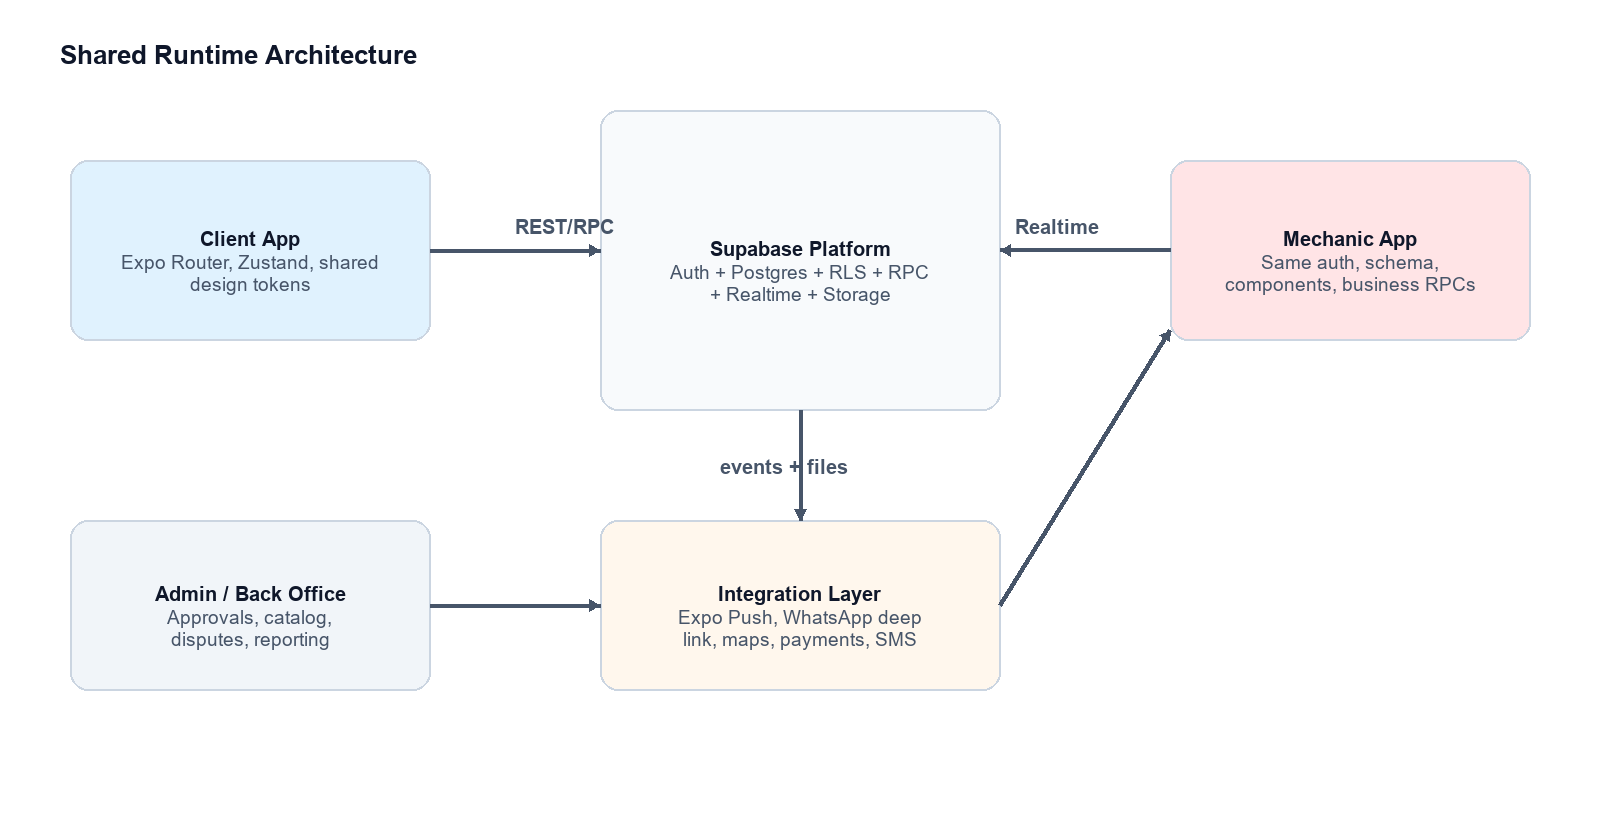 Shared Runtime Architecture
Client App
Expo Router, Zustand, shared
design tokens
REST/RPC
Supabase Platform
Auth + Postgres + RLS + RPC
+ Realtime + Storage
Realtime
Mechanic App
Same auth, schema,
components, business RPCs
events + files
Admin / Back Office
Approvals, catalog,
disputes, reporting
Integration Layer
Expo Push, WhatsApp deep
link, maps, payments, SMS